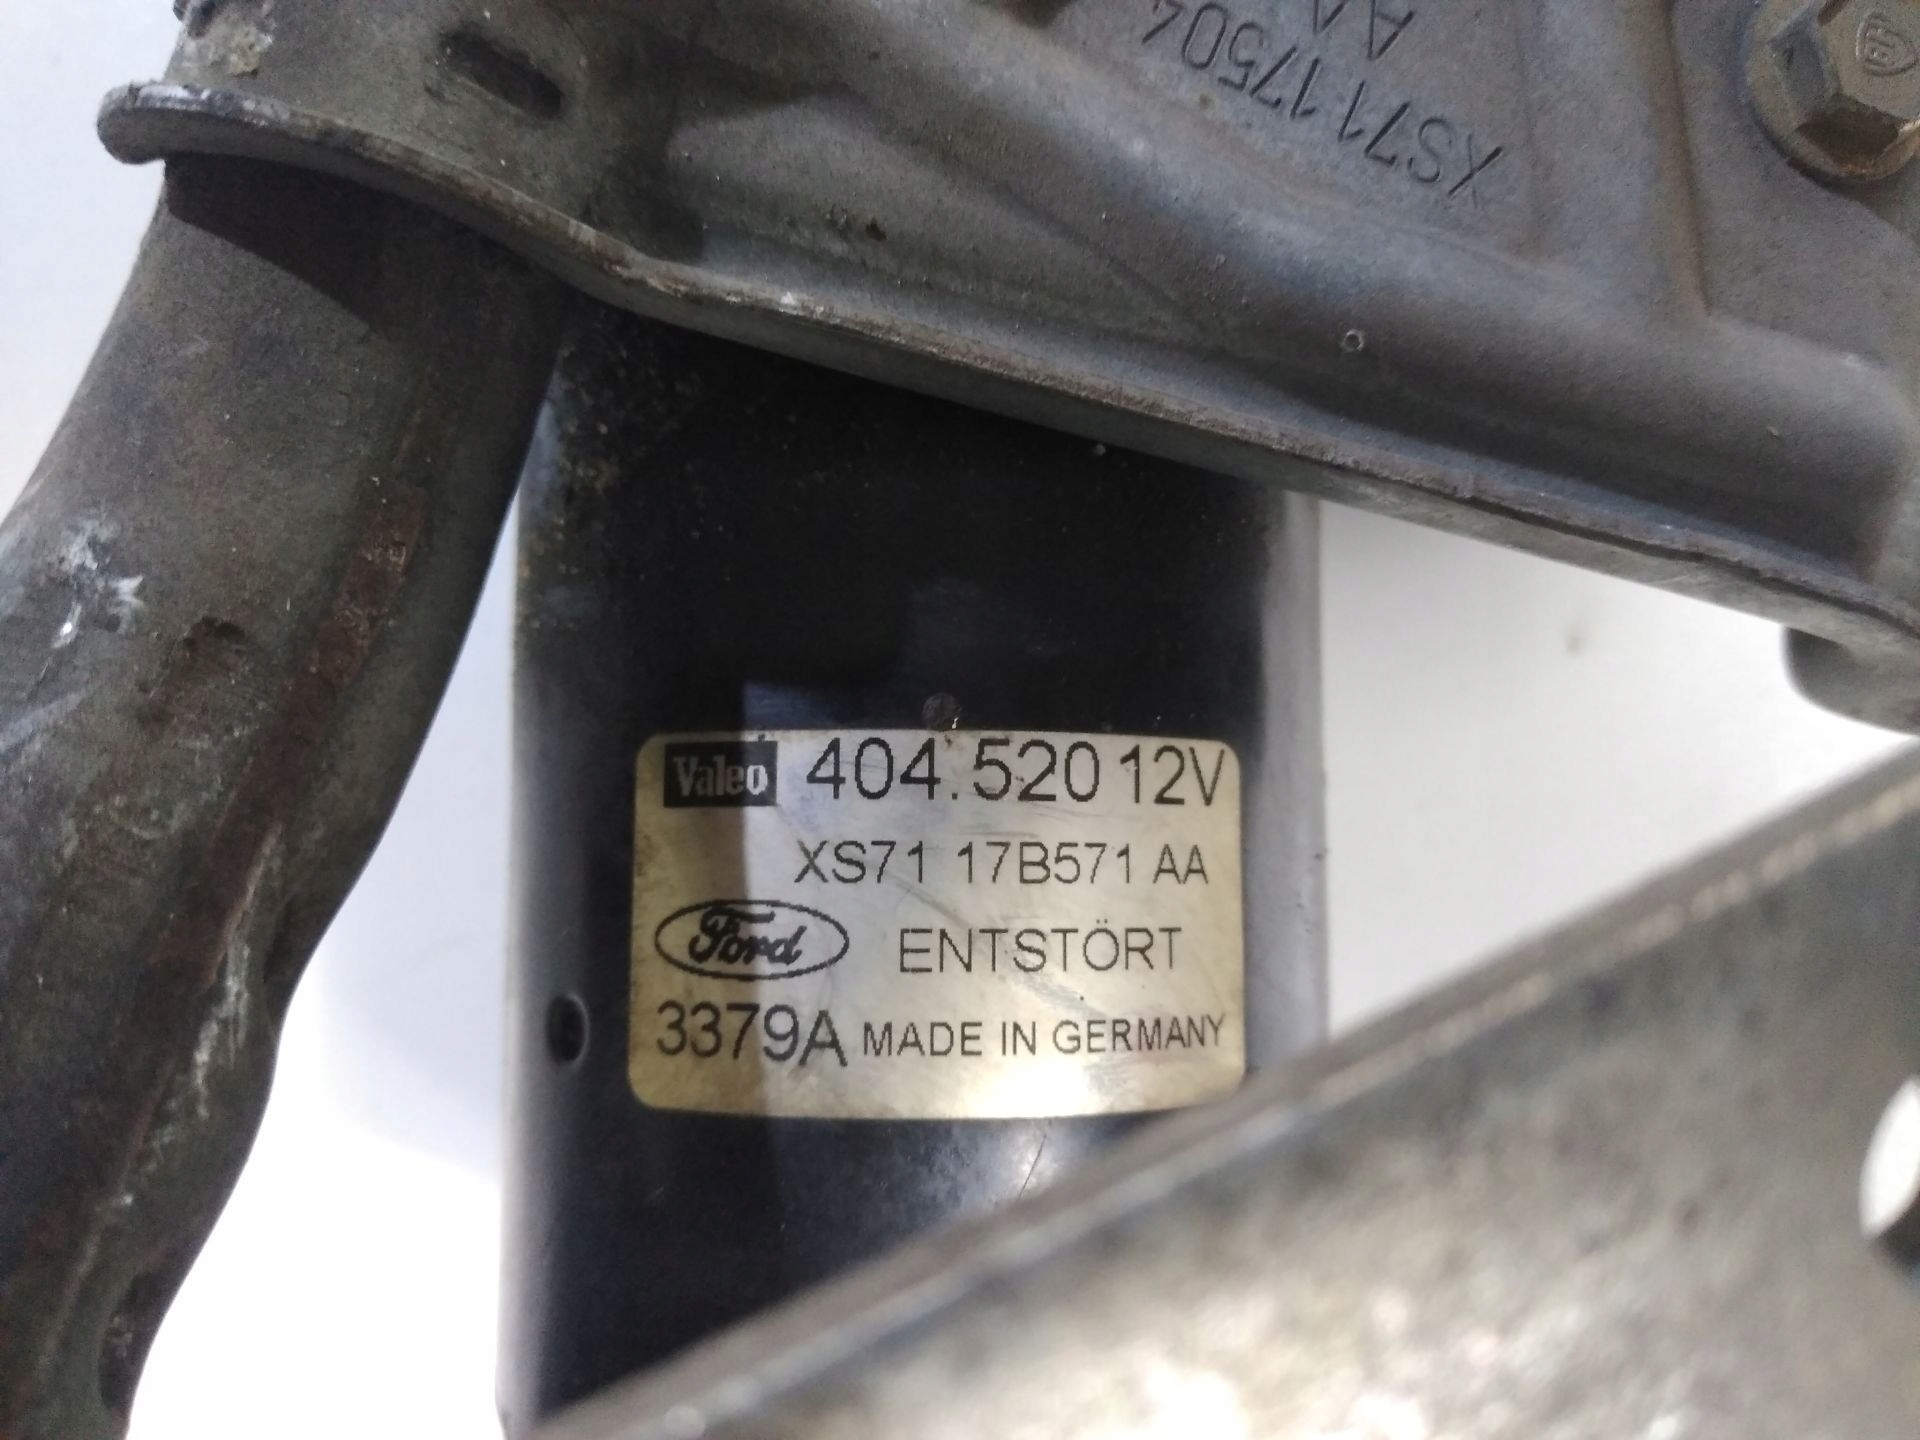 XS71 17504
AA
Valeo 404.520 12V
XS71 17B571 AA
Ford ENTSTÖRT
3379A MADE IN GERMANY